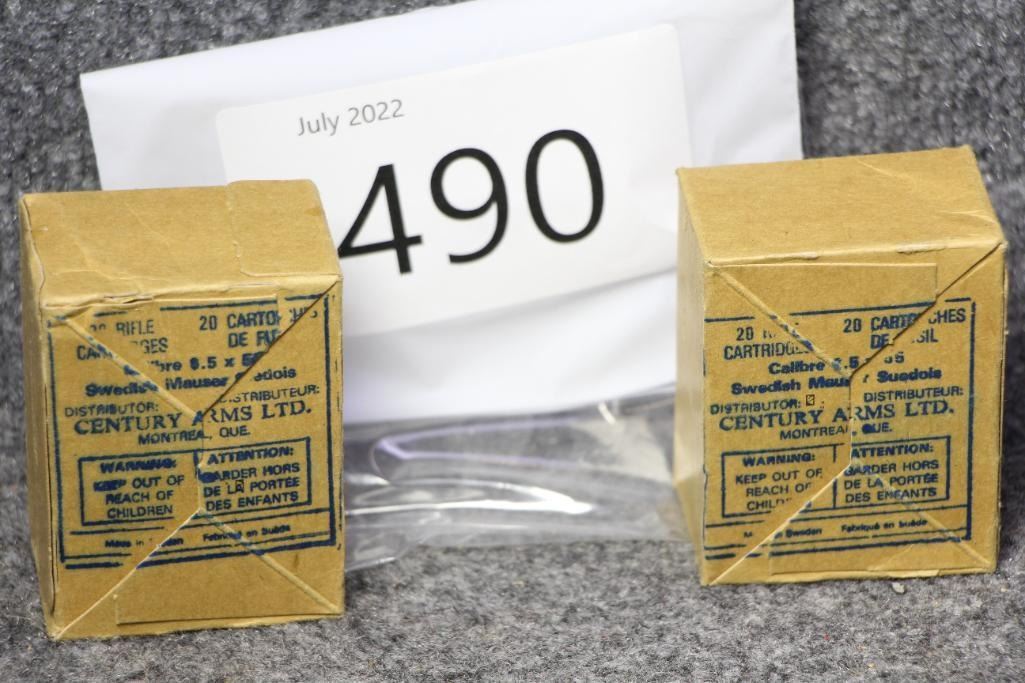 July 2022
490
RIFLE
20 CARTOUCHES
DE
Calibre 6.5 x
Swedish Mauser
DISTRIBUTOR:
DISTRIBUTEUR:
CENTURY ARMS LTD.
MONTREAL, QUE.
WARNING:
KEEP OUT OF
REACH OF
CHILDREN
ATTENTION:
GARDER HORS
DE LA PORTÉE
DES ENFANTS
Made in
Fabriqué en Suède
20
CARTRIDGES
20 CARTOUCHES
Calibre
Swedish Mauser Suedois
DISTRIBUTOR:
DISTRIBUTEUR:
CENTURY ARMS LTD.
MONTREAL, QUE.
WARNING:
KEEP OUT OF
REACH OF
ATTENTION:
GARDER HORS
DE LA PORTÉE
DES ENFANTS
Sweden
Fabriqué en Suède